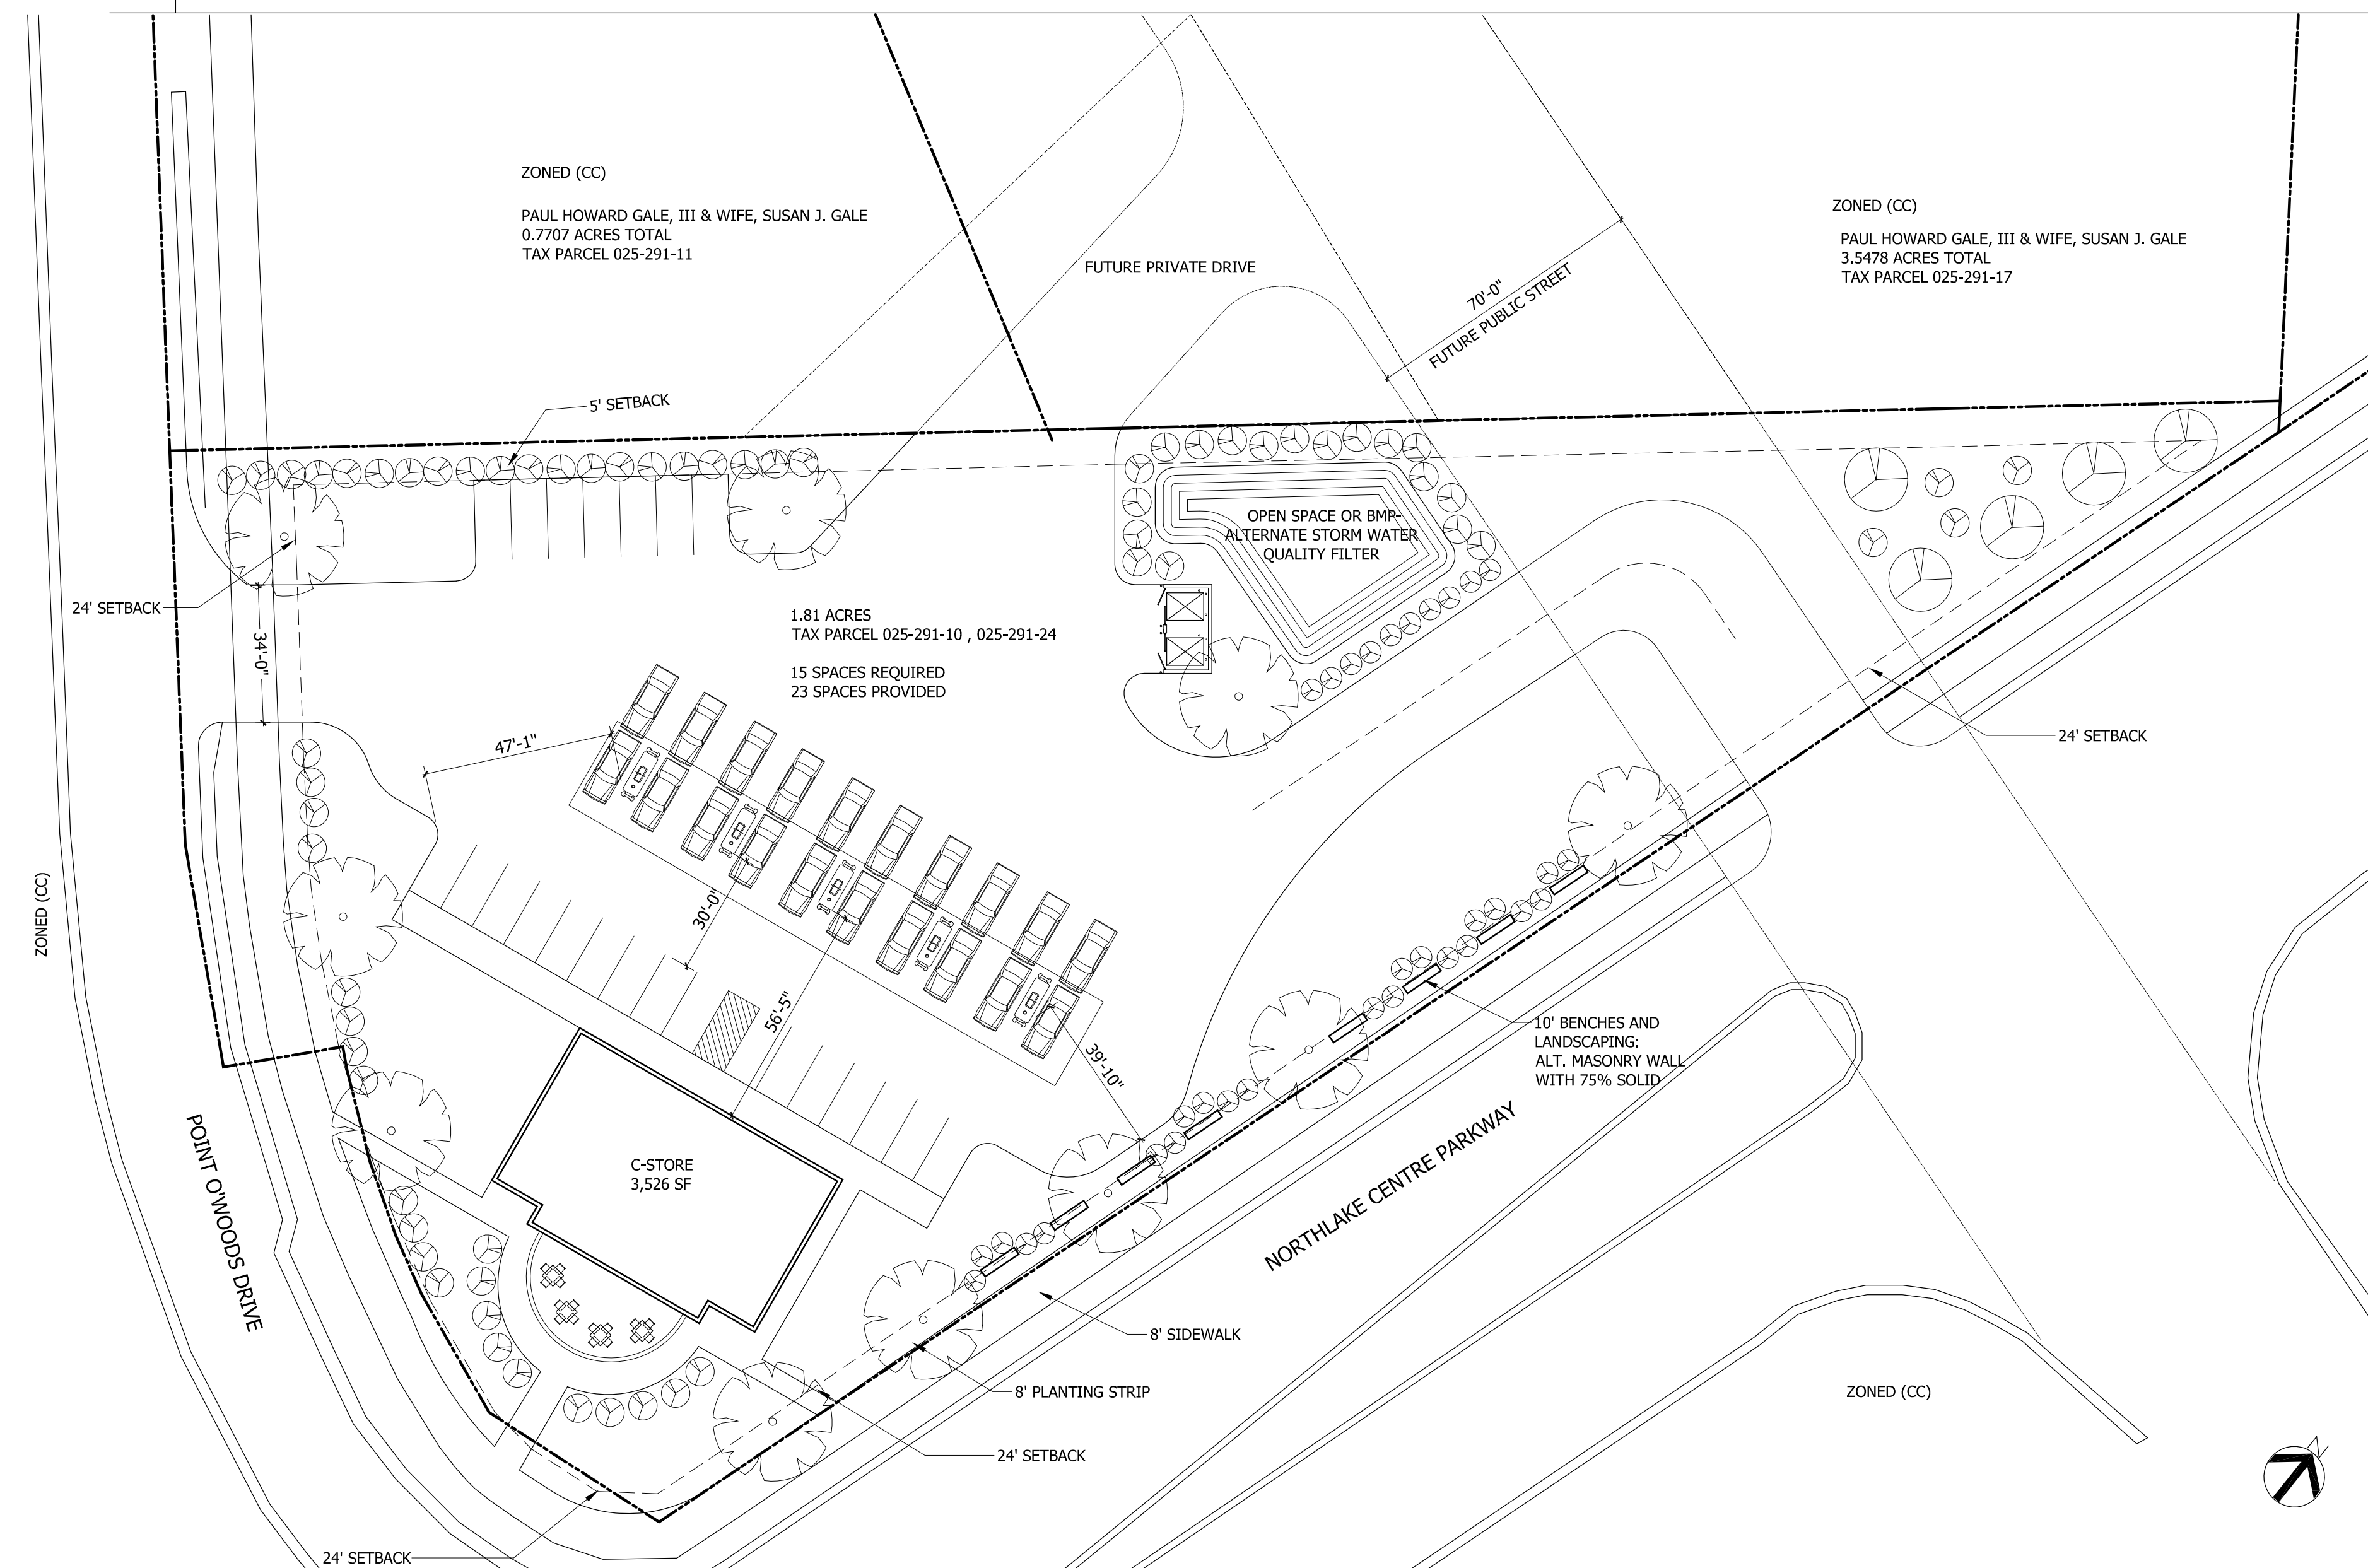 ZONED (CC)
PAUL HOWARD GALE, III & WIFE, SUSAN J. GALE
0.7707 ACRES TOTAL
TAX PARCEL 025-291-11
ZONED (CC)
PAUL HOWARD GALE, III & WIFE, SUSAN J. GALE
3.5478 ACRES TOTAL
TAX PARCEL 025-291-17
FUTURE PRIVATE DRIVE
70'-0"
FUTURE PUBLIC STREET
5' SETBACK
OPEN SPACE OR BMP-
ALTERNATE STORM WATER
QUALITY FILTER
24' SETBACK
34'-0"
1.81 ACRES
TAX PARCEL 025-291-10 , 025-291-24
15 SPACES REQUIRED
23 SPACES PROVIDED
47'-1"
24' SETBACK
ZONED (CC)
30'-0"
56'-5"
39'-10"
10' BENCHES AND
LANDSCAPING:
ALT. MASONRY WALL
WITH 75% SOLID
POINT O'WOODS DRIVE
C-STORE
3,526 SF
NORTHLAKE CENTRE PARKWAY
8' SIDEWALK
8' PLANTING STRIP
ZONED (CC)
24' SETBACK
24' SETBACK
N